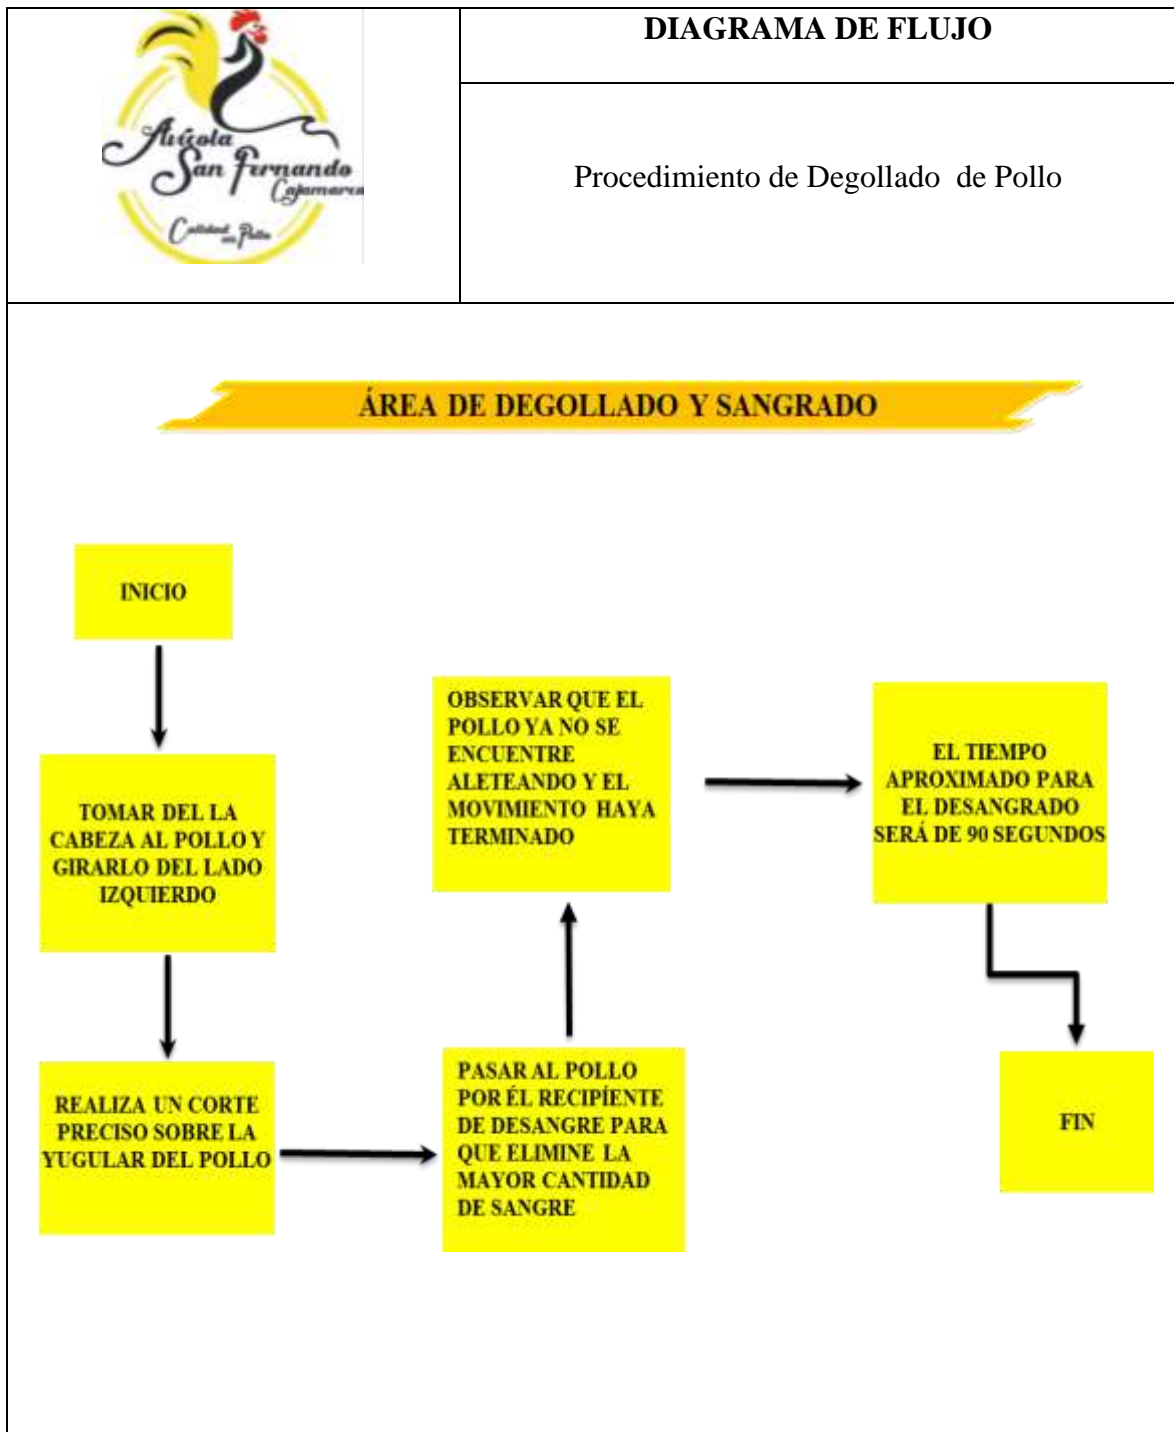 Avícola
San Fernando
Cajamarca
Calidad
en Pollo
DIAGRAMA DE FLUJO
Procedimiento de Degollado de Pollo
ÁREA DE DEGOLLADO Y SANGRADO
INICIO
TOMAR DEL LA
CABEZA AL POLLO Y
GIRARLO DEL LADO
IZQUIERDO
REALIZA UN CORTE
PRECISO SOBRE LA
YUGULAR DEL POLLO
PASAR AL POLLO
POR ÉL RECIPÍENTE
DE DESANGRE PARA
QUE ELIMINE LA
MAYOR CANTIDAD
DE SANGRE
OBSERVAR QUE EL
POLLO YA NO SE
ENCUENTRE
ALETEANDO Y EL
MOVIMIENTO HAYA
TERMINADO
EL TIEMPO
APROXIMADO PARA
EL DESANGRADO
SERÁ DE 90 SEGUNDOS
FIN